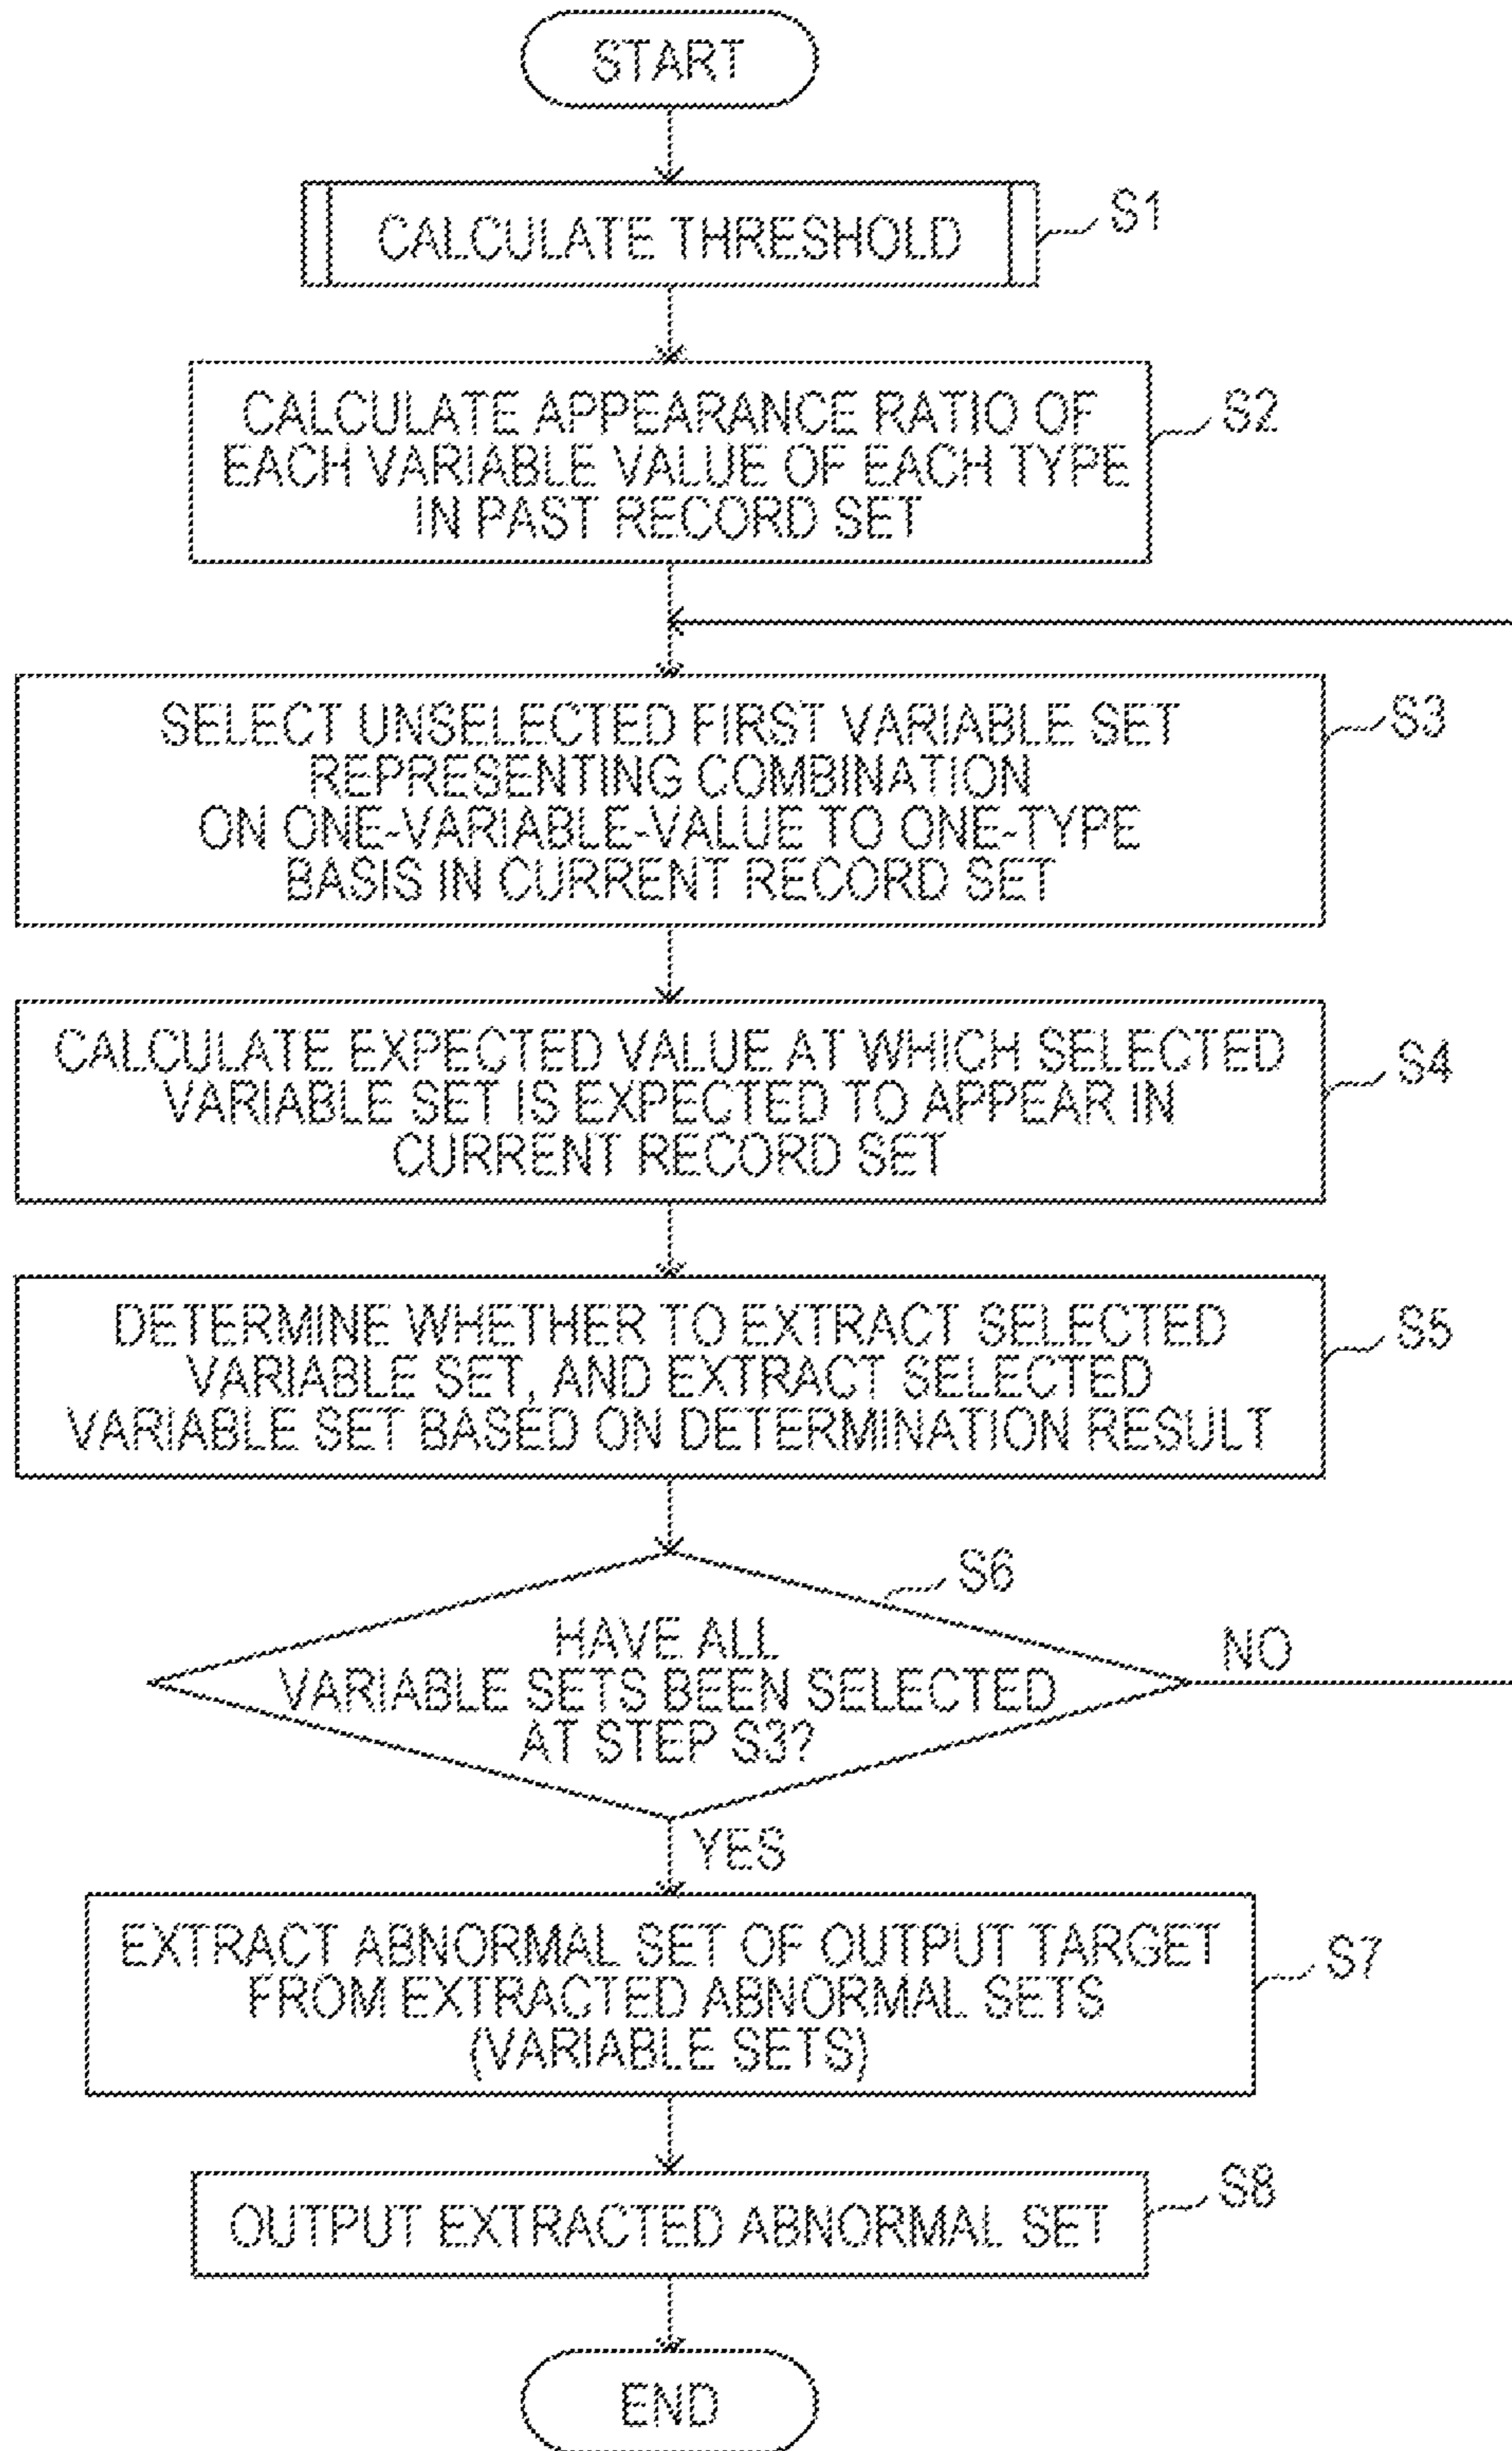 START
CALCULATE THRESHOLD
S1
CALCULATE APPEARANCE RATIO OF
EACH VARIABLE VALUE OF EACH TYPE
IN PAST RECORD SET
S2
SELECT UNSELECTED FIRST VARIABLE SET
REPRESENTING COMBINATION
ON ONE-VARIABLE-VALUE TO ONE-TYPE
BASIS IN CURRENT RECORD SET
S3
CALCULATE EXPECTED VALUE AT WHICH SELECTED
VARIABLE SET IS EXPECTED TO APPEAR IN
CURRENT RECORD SET
S4
DETERMINE WHETHER TO EXTRACT SELECTED
VARIABLE SET, AND EXTRACT SELECTED
VARIABLE SET BASED ON DETERMINATION RESULT
S5
S6
HAVE ALL
VARIABLE SETS BEEN SELECTED
AT STEP S3?
NO
YES
EXTRACT ABNORMAL SET OF OUTPUT TARGET
FROM EXTRACTED ABNORMAL SETS
(VARIABLE SETS)
S7
OUTPUT EXTRACTED ABNORMAL SET
S8
END